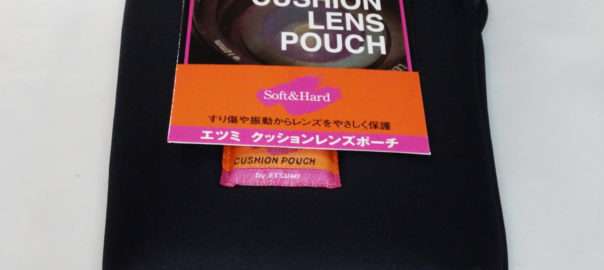 CUSHION
LENS
POUCH
Soft&Hard
すり傷や振動からレンズをやさしく保護
エツミ クッションレンズポーチ
CUSHION POUCH
by ETSUMI